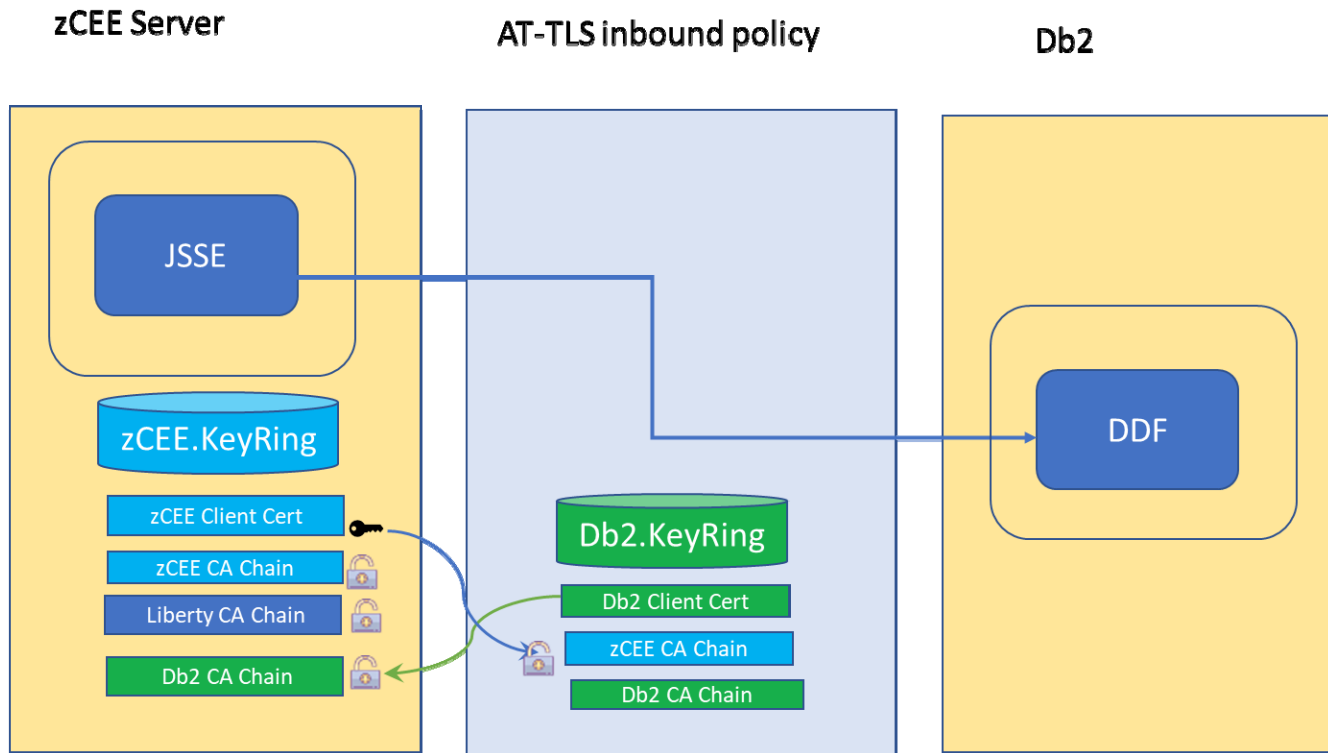 zCEE Server
AT-TLS inbound policy
Db2
JSSE
DDF
zCEE.KeyRing
zCEE Client Cert
zCEE CA Chain
Liberty CA Chain
Db2 CA Chain
Db2.KeyRing
Db2 Client Cert
zCEE CA Chain
Db2 CA Chain